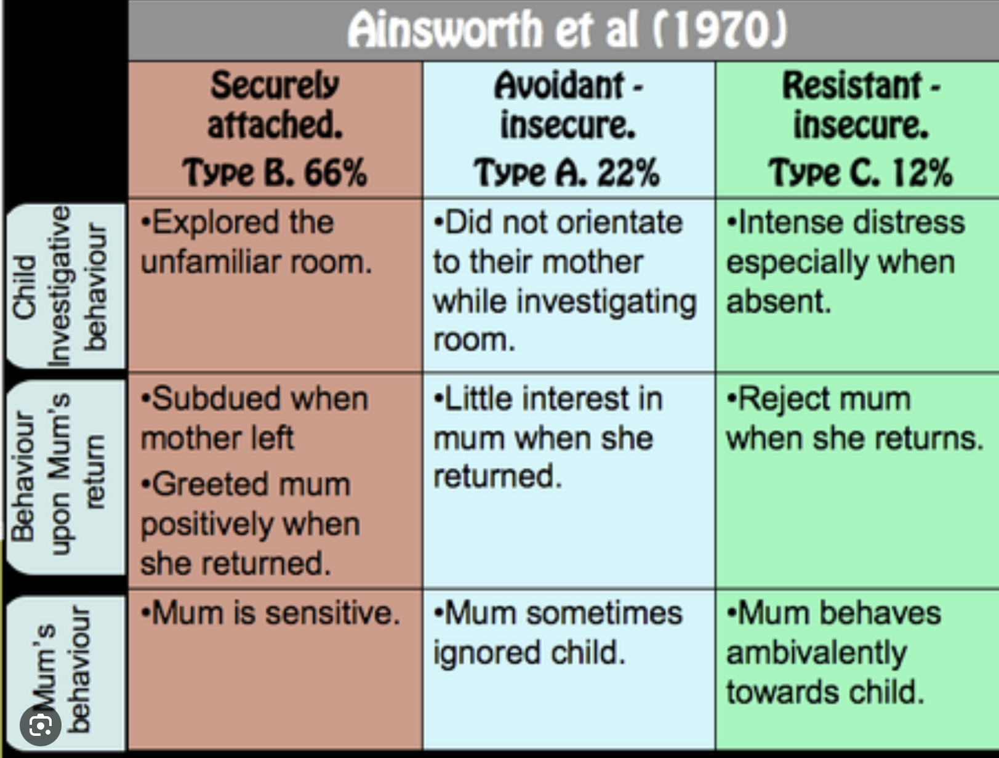 Ainsworth et al (1970)
Securely
attached.
Type B. 66%
Avoidant -
insecure.
Type A. 22%
Resistant -
insecure.
Type C. 12%
Child
Investigative
behaviour
•Explored the
unfamiliar room.
•Did not orientate
to their mother
while investigating
room.
•Intense distress
especially when
absent.
Behaviour
upon Mum's
return
•Subdued when
mother left
•Greeted mum
positively when
she returned.
•Little interest in
mum when she
returned.
•Reject mum
when she returns.
Mum's
behaviour
•Mum is sensitive.
•Mum sometimes
ignored child.
•Mum behaves
ambivalently
towards child.